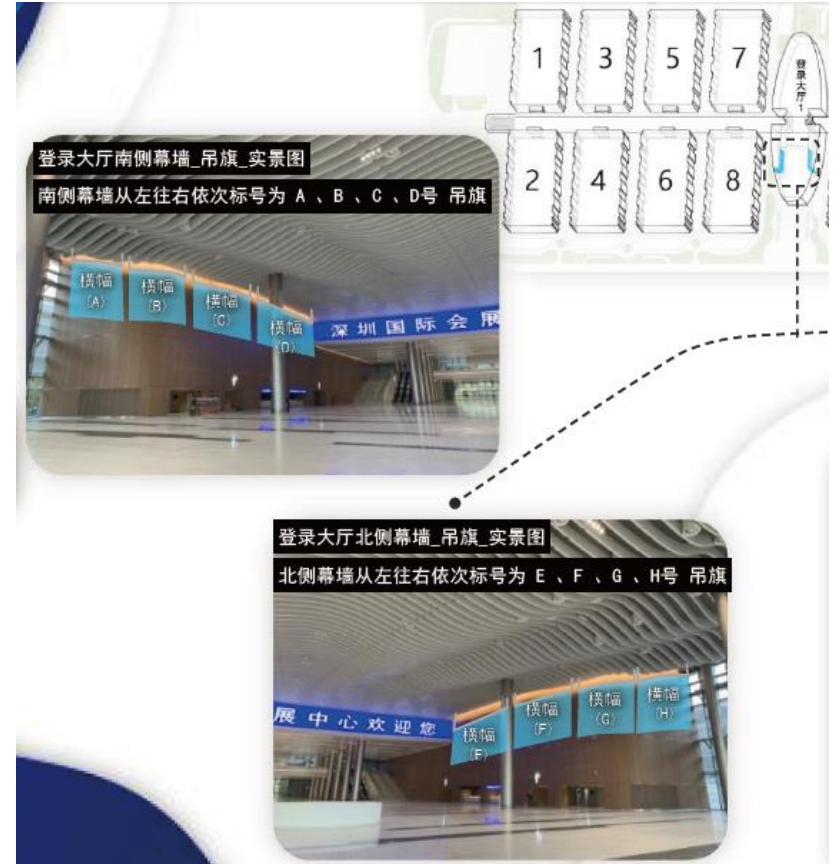 1 3 5 7
登录大厅1
2 4 6 8
登录大厅南侧幕墙_吊旗_实景图
南侧幕墙从左往右依次标号为 A 、B 、C 、D号 吊旗
横幅
(A)
横幅
(B)
横幅
(C)
横幅
(D)
深圳国际会展
登录大厅北侧幕墙_吊旗_实景图
北侧幕墙从左往右依次标号为 E 、F 、G 、H号 吊旗
展中心欢迎您
横幅
(E)
横幅
(F)
横幅
(G)
横幅
(H)